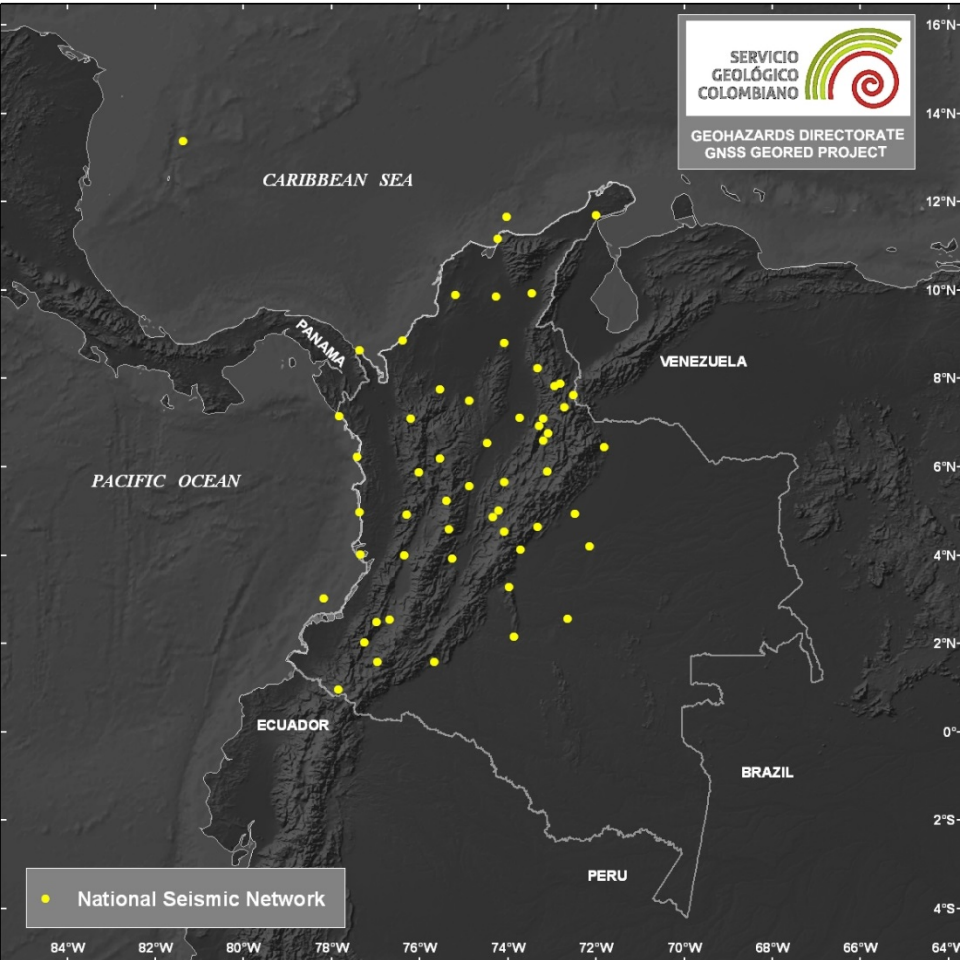 SERVICIO
GEOLÓGICO
COLOMBIANO
GEOHAZARDS DIRECTORATE
GNSS GEORED PROJECT
16°N
14°N
12°N
10°N
8°N
6°N
4°N
2°N
0°
2°S
4°S
CARIBBEAN SEA
PANAMA
VENEZUELA
PACIFIC OCEAN
ECUADOR
BRAZIL
PERU
National Seismic Network
84°W 82°W 80°W 78°W 76°W 74°W 72°W 70°W 68°W 66°W 64°W